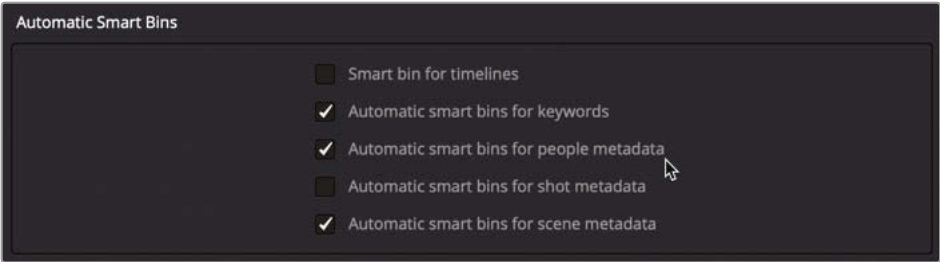 Automatic Smart Bins
Smart bin for timelines
Automatic smart bins for keywords
Automatic smart bins for people metadata
Automatic smart bins for shot metadata
Automatic smart bins for scene metadata